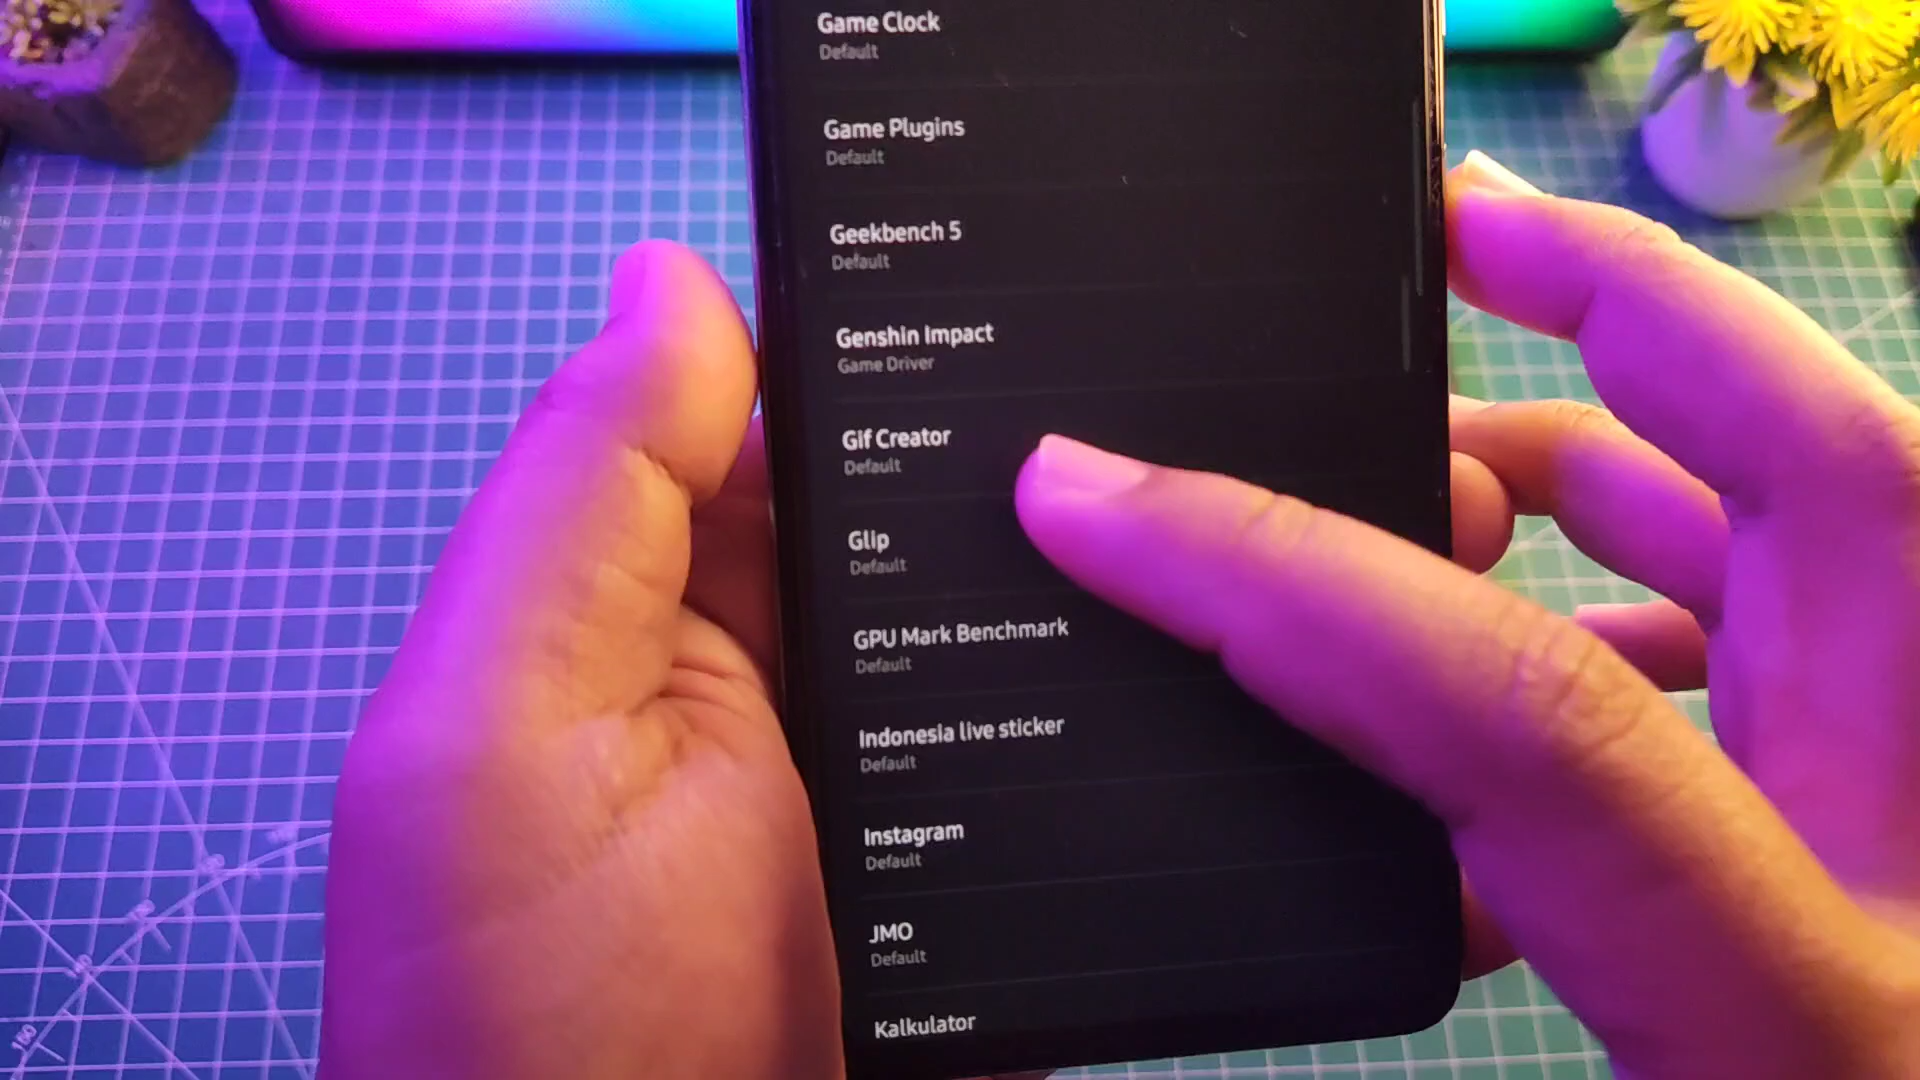 Game Clock
Default
Game Plugins
Default
Geekbench 5
Default
Genshin Impact
Game Driver
Gif Creator
Default
Glip
Default
GPU Mark Benchmark
Default
Indonesia live sticker
Default
Instagram
Default
JMO
Default
Kalkulator